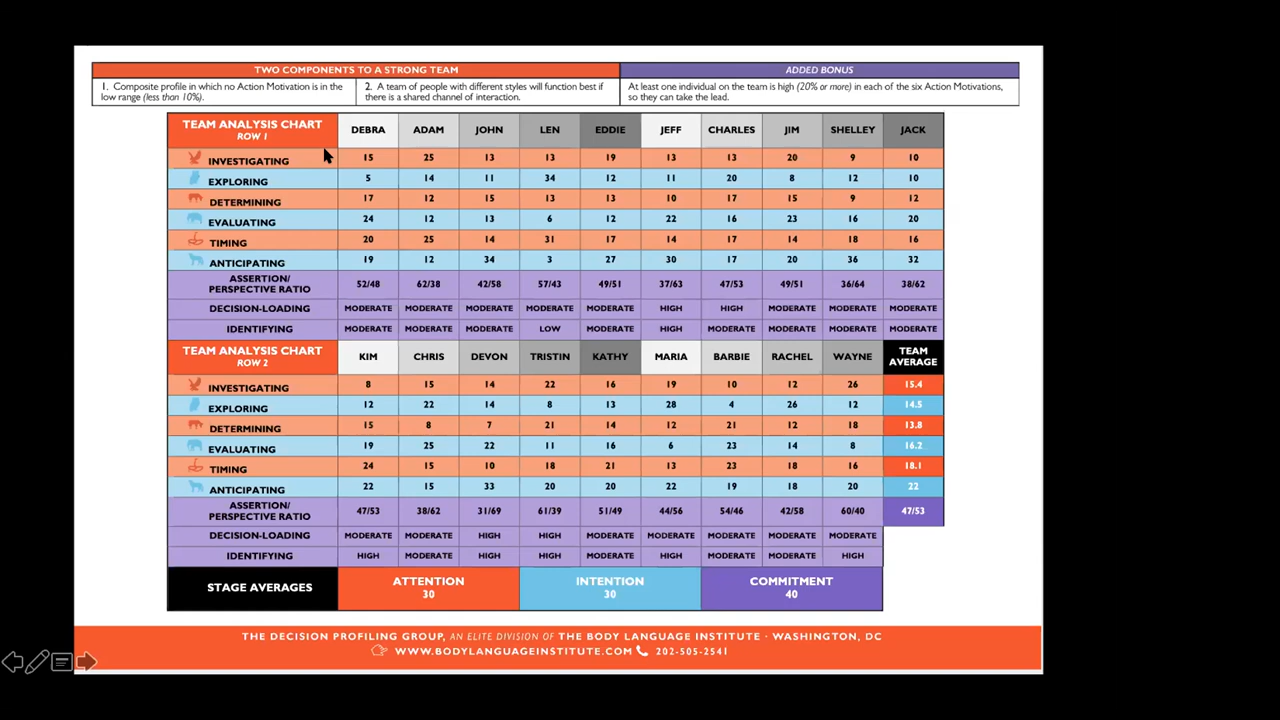 TWO COMPONENTS TO A STRONG TEAM
ADDED BONUS
1. Composite profile in which no Action Motivation is in the
low range (less than 10%).
2. A team of people with different styles will function best if
there is a shared channel of interaction.
At least one individual on the team is high (20% or more) in each of the six Action Motivations,
so they can take the lead.
TEAM ANALYSIS CHART
ROW 1
DEBRA ADAM JOHN LEN EDDIE JEFF CHARLES JIM SHELLEY JACK
INVESTIGATING 15 25 13 13 19 13 13 20 9 10
EXPLORING 5 14 11 34 12 11 20 8 12 10
DETERMINING 17 12 15 13 13 10 17 15 9 12
EVALUATING 24 12 13 6 12 22 16 23 16 20
TIMING 20 25 14 31 17 14 17 14 18 16
ANTICIPATING 19 12 34 3 27 30 17 20 36 32
ASSERTION/
PERSPECTIVE RATIO
52/48 62/38 42/58 57/43 49/51 37/63 47/53 49/51 36/64 38/62
DECISION-LOADING MODERATE MODERATE MODERATE MODERATE MODERATE HIGH HIGH MODERATE MODERATE MODERATE
IDENTIFYING MODERATE MODERATE MODERATE LOW MODERATE HIGH MODERATE MODERATE MODERATE MODERATE
TEAM ANALYSIS CHART
ROW 2
KIM CHRIS DEVON TRISTIN KATHY MARIA BARBIE RACHEL WAYNE
TEAM
AVERAGE
INVESTIGATING 8 15 14 22 16 19 10 12 26 15.4
EXPLORING 12 22 14 8 13 28 4 26 12 14.5
DETERMINING 15 8 7 21 14 12 21 12 18 13.8
EVALUATING 19 25 22 11 16 6 23 14 8 16.2
TIMING 24 15 10 18 21 13 23 18 16 18.1
ANTICIPATING 22 15 33 20 20 22 19 18 20 22
ASSERTION/
PERSPECTIVE RATIO
47/53 38/62 31/69 61/39 51/49 44/56 54/46 42/58 60/40 47/53
DECISION-LOADING MODERATE MODERATE HIGH HIGH MODERATE MODERATE MODERATE MODERATE MODERATE
IDENTIFYING HIGH MODERATE HIGH HIGH MODERATE HIGH MODERATE MODERATE HIGH
STAGE AVERAGES
ATTENTION
30
INTENTION
30
COMMITMENT
40
THE DECISION PROFILING GROUP, AN ELITE DIVISION OF THE BODY LANGUAGE INSTITUTE · WASHINGTON, DC
WWW.BODYLANGUAGEINSTITUTE.COM 202-505-2541